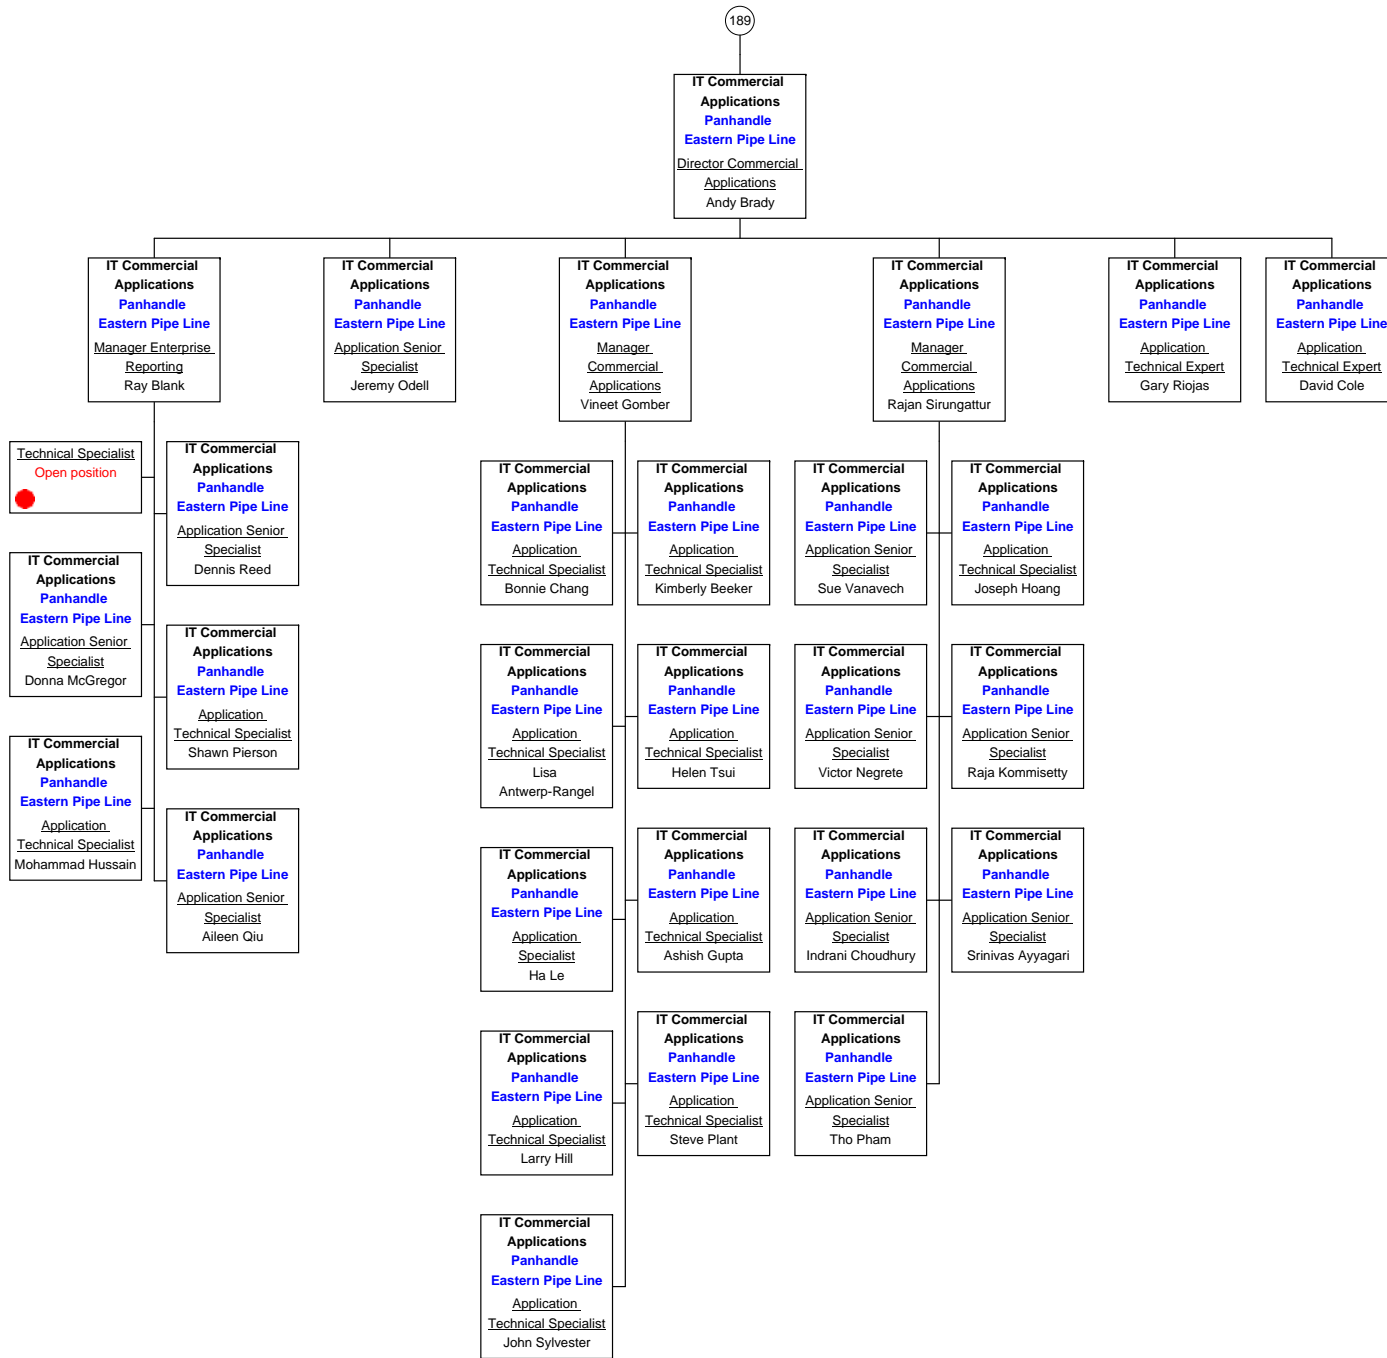 189
IT Commercial
Applications
Panhandle
Eastern Pipe Line
Director Commercial
Applications
Andy Brady
IT Commercial
Applications
Panhandle
Eastern Pipe Line
Manager Enterprise
Reporting
Ray Blank
IT Commercial
Applications
Panhandle
Eastern Pipe Line
Application Senior
Specialist
Jeremy Odell
IT Commercial
Applications
Panhandle
Eastern Pipe Line
Manager
Commercial
Applications
Vineet Gomber
IT Commercial
Applications
Panhandle
Eastern Pipe Line
Manager
Commercial
Applications
Rajan Sirungattur
IT Commercial
Applications
Panhandle
Eastern Pipe Line
Application
Technical Expert
Gary Riojas
IT Commercial
Applications
Panhandle
Eastern Pipe Line
Application
Technical Expert
David Cole
Technical Specialist
Open position
IT Commercial
Applications
Panhandle
Eastern Pipe Line
Application Senior
Specialist
Dennis Reed
IT Commercial
Applications
Panhandle
Eastern Pipe Line
Application Senior
Specialist
Donna McGregor
IT Commercial
Applications
Panhandle
Eastern Pipe Line
Application
Technical Specialist
Shawn Pierson
IT Commercial
Applications
Panhandle
Eastern Pipe Line
Application
Technical Specialist
Mohammad Hussain
IT Commercial
Applications
Panhandle
Eastern Pipe Line
Application Senior
Specialist
Aileen Qiu
IT Commercial
Applications
Panhandle
Eastern Pipe Line
Application
Technical Specialist
Bonnie Chang
IT Commercial
Applications
Panhandle
Eastern Pipe Line
Application
Technical Specialist
Kimberly Beeker
IT Commercial
Applications
Panhandle
Eastern Pipe Line
Application
Technical Specialist
Lisa
Antwerp-Rangel
IT Commercial
Applications
Panhandle
Eastern Pipe Line
Application
Technical Specialist
Helen Tsui
IT Commercial
Applications
Panhandle
Eastern Pipe Line
Application
Specialist
Ha Le
IT Commercial
Applications
Panhandle
Eastern Pipe Line
Application
Technical Specialist
Ashish Gupta
IT Commercial
Applications
Panhandle
Eastern Pipe Line
Application
Technical Specialist
Larry Hill
IT Commercial
Applications
Panhandle
Eastern Pipe Line
Application
Technical Specialist
Steve Plant
IT Commercial
Applications
Panhandle
Eastern Pipe Line
Application
Technical Specialist
John Sylvester
IT Commercial
Applications
Panhandle
Eastern Pipe Line
Application Senior
Specialist
Sue Vanavech
IT Commercial
Applications
Panhandle
Eastern Pipe Line
Application
Technical Specialist
Joseph Hoang
IT Commercial
Applications
Panhandle
Eastern Pipe Line
Application Senior
Specialist
Victor Negrete
IT Commercial
Applications
Panhandle
Eastern Pipe Line
Application Senior
Specialist
Raja Kommisetty
IT Commercial
Applications
Panhandle
Eastern Pipe Line
Application Senior
Specialist
Indrani Choudhury
IT Commercial
Applications
Panhandle
Eastern Pipe Line
Application Senior
Specialist
Srinivas Ayyagari
IT Commercial
Applications
Panhandle
Eastern Pipe Line
Application Senior
Specialist
Tho Pham